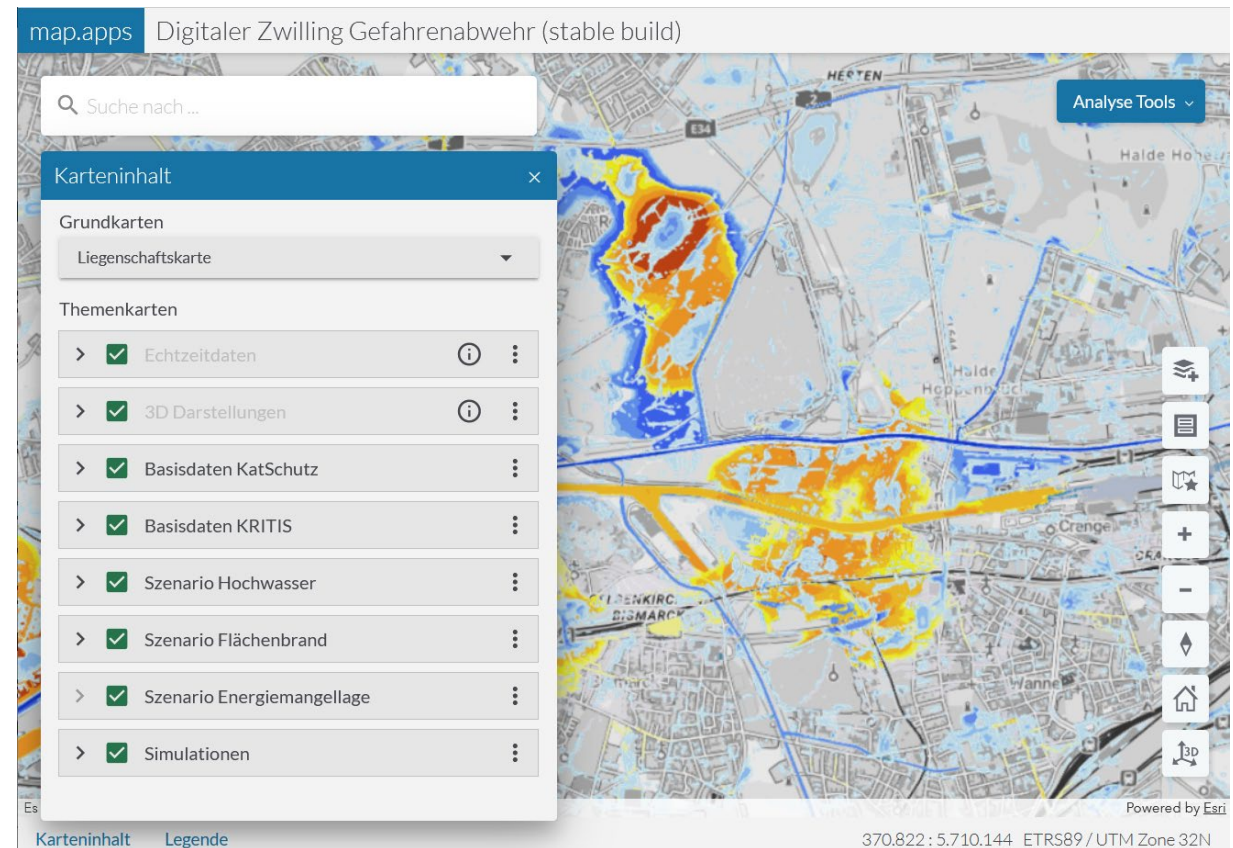 map.apps Digitaler Zwilling Gefahrenabwehr (stable build)
Suche nach ...
HERTEN
2
E34
Analyse Tools
Halde
Karteninhalt ×
Grundkarten
Liegenschaftskarte
Themenkarten
Echtzeitdaten
3D Darstellungen
Basisdaten KatSchutz
Basisdaten KRITIS
Szenario Hochwasser
Szenario Flächenbrand
Szenario Energiemangellage
Simulationen
Halde
Crenge
BISMARCK
Wanne
3D
Es
Powered by Esri
Karteninhalt Legende
370.822 : 5.710.144 ETRS89 / UTM Zone 32N